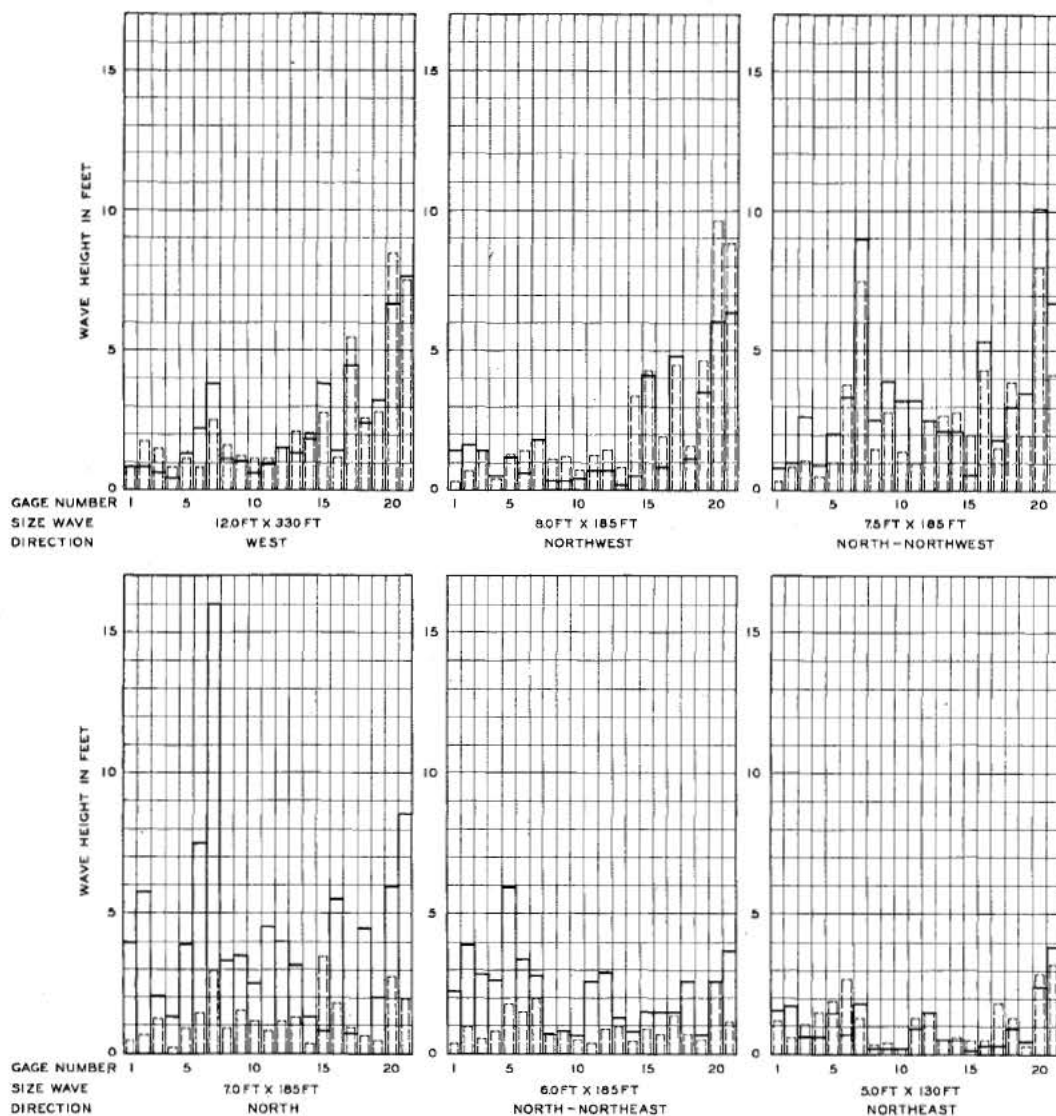 15 15 15
WAVE HEIGHT IN FEET
10 10 10
5 5 5
0 0 0
GAGE NUMBER 1 5 10 15 20 1 5 10 15 20 1 5 10 15 20
SIZE WAVE 12.0 FT X 330 FT 8.0 FT X 185 FT 7.5 FT X 185 FT
DIRECTION WEST NORTHWEST NORTH-NORTHWEST
15 15 15
WAVE HEIGHT IN FEET
10 10 10
5 5 5
0 0 0
GAGE NUMBER 1 5 10 15 20 1 5 10 15 20 1 5 10 15 20
SIZE WAVE 7.0 FT X 185 FT 6.0 FT X 185 FT 5.0 FT X 130 FT
DIRECTION NORTH NORTH-NORTHEAST NORTHEAST